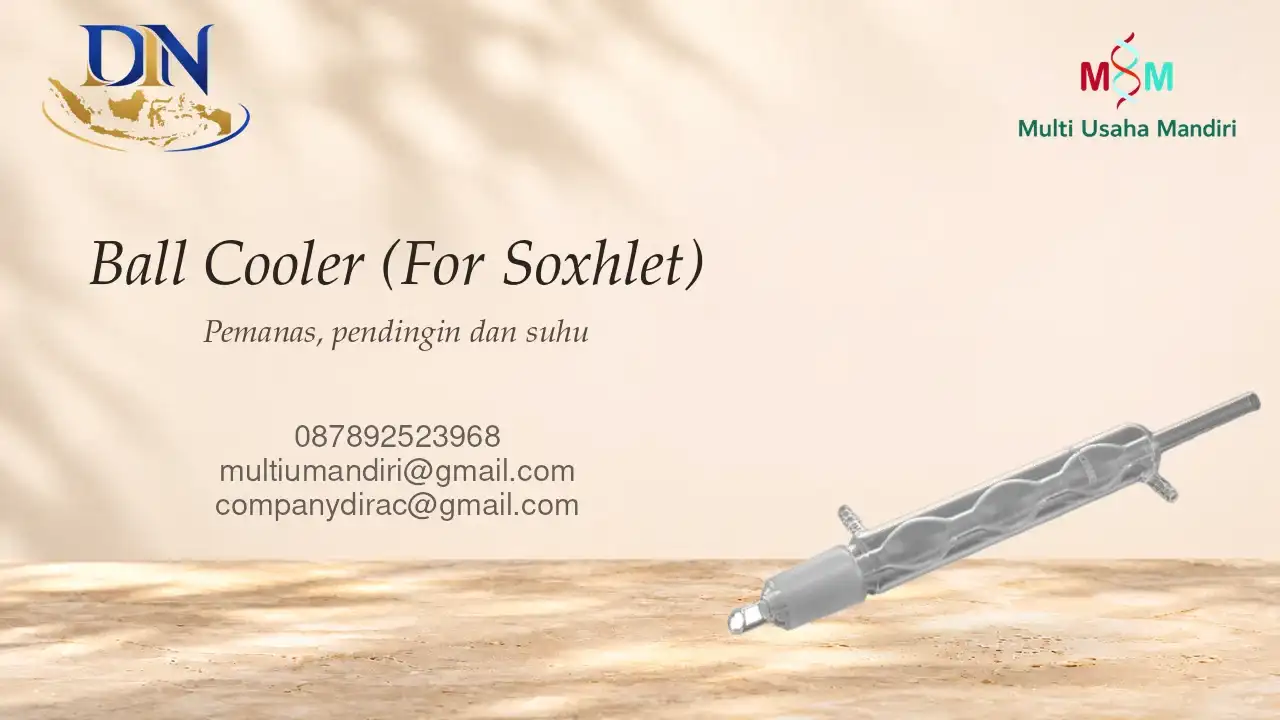 DIN
MSM
Multi Usaha Mandiri
Ball Cooler (For Soxhlet)
Pemanas, pendingin dan suhu
087892523968
multiumandiri@gmail.com
companydirac@gmail.com